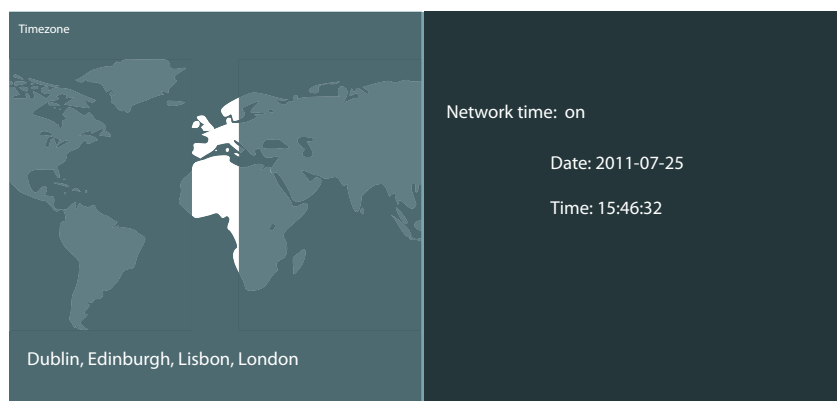 Timezone
Network time: on
Date: 2011-07-25
Time: 15:46:32
Dublin, Edinburgh, Lisbon, London